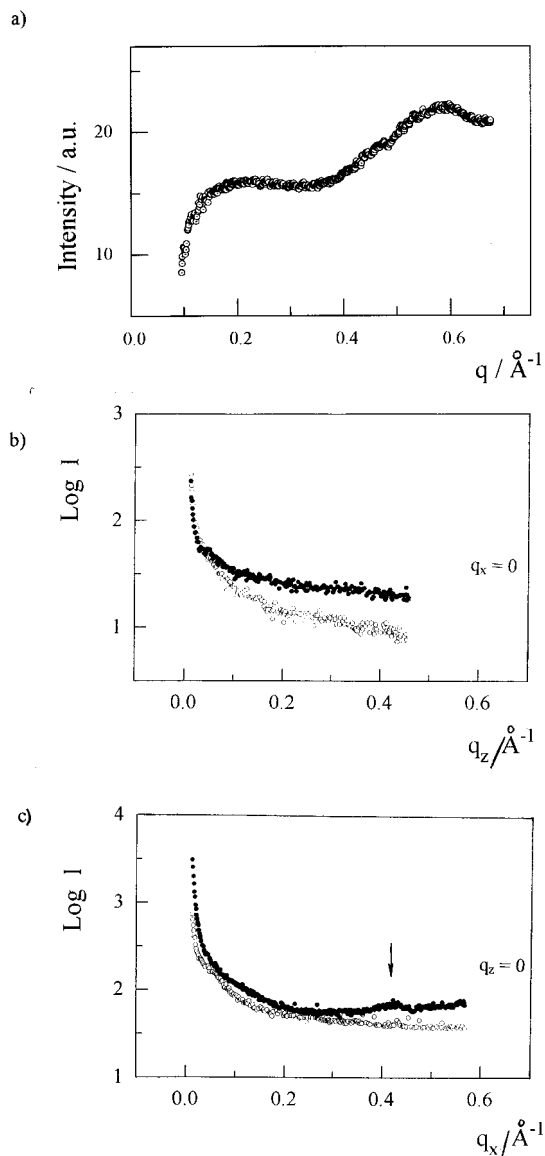 a)
Intensity / a.u.
20
10
0.0 0.2 0.4 0.6
q / Å⁻¹
b)
Log I
3
2
1
q_x = 0
0.0 0.2 0.4 0.6
q_z/Å⁻¹
c)
Log I
4
3
2
1
q_z = 0
0.0 0.2 0.4 0.6
q_x/Å⁻¹